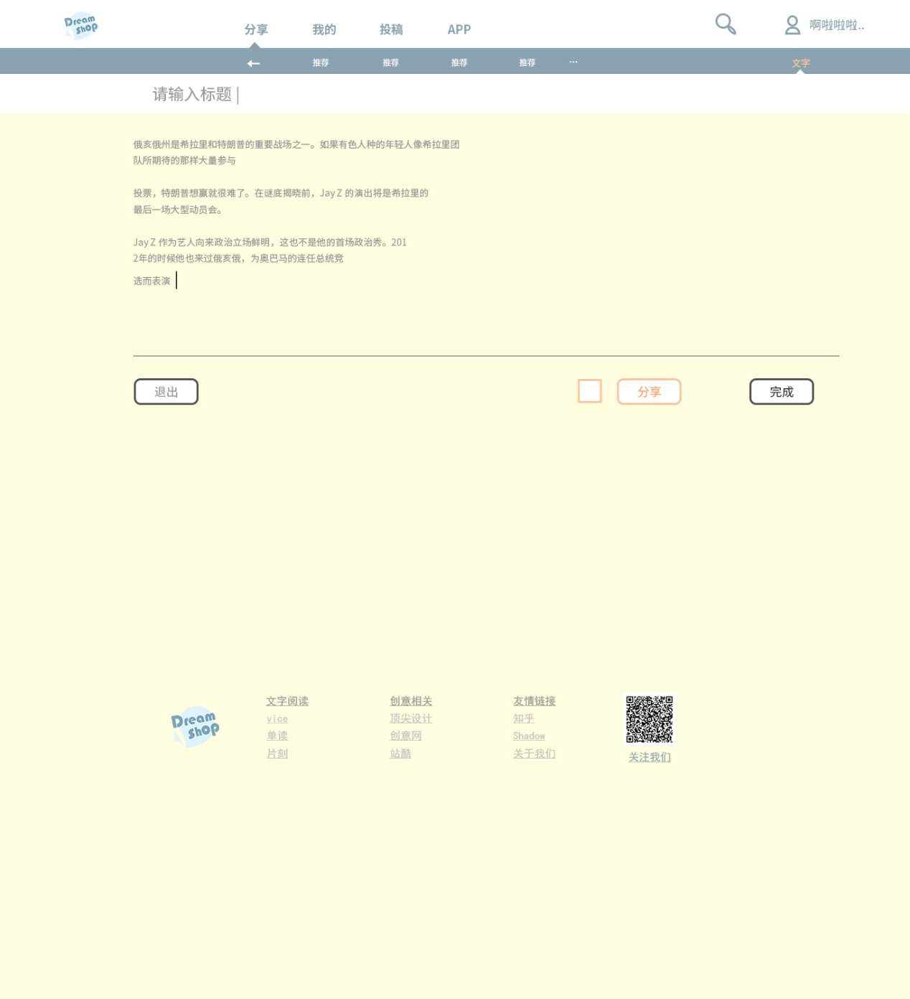 Dream
Shop
分享 我的 投稿 APP
啊啦啦啦..
推荐 推荐 推荐 推荐 ···
文字
请输入标题
俄亥俄州是希拉里和特朗普的重要战场之一。如果有色人种的年轻人像希拉里团
队所期待的那样大量参与
投票，特朗普想赢就很难了。在谜底揭晓前，Jay Z 的演出将是希拉里的
最后一场大型动员会。
Jay Z 作为艺人向来政治立场鲜明，这也不是他的首场政治秀。201
2年的时候他也来过俄亥俄，为奥巴马的连任总统竞
选而表演
退出 分享 完成
Dream
Shop
文字阅读
vice
单读
片刻
创意相关
顶尖设计
创意网
站酷
友情链接
知乎
Shadow
关于我们
关注我们